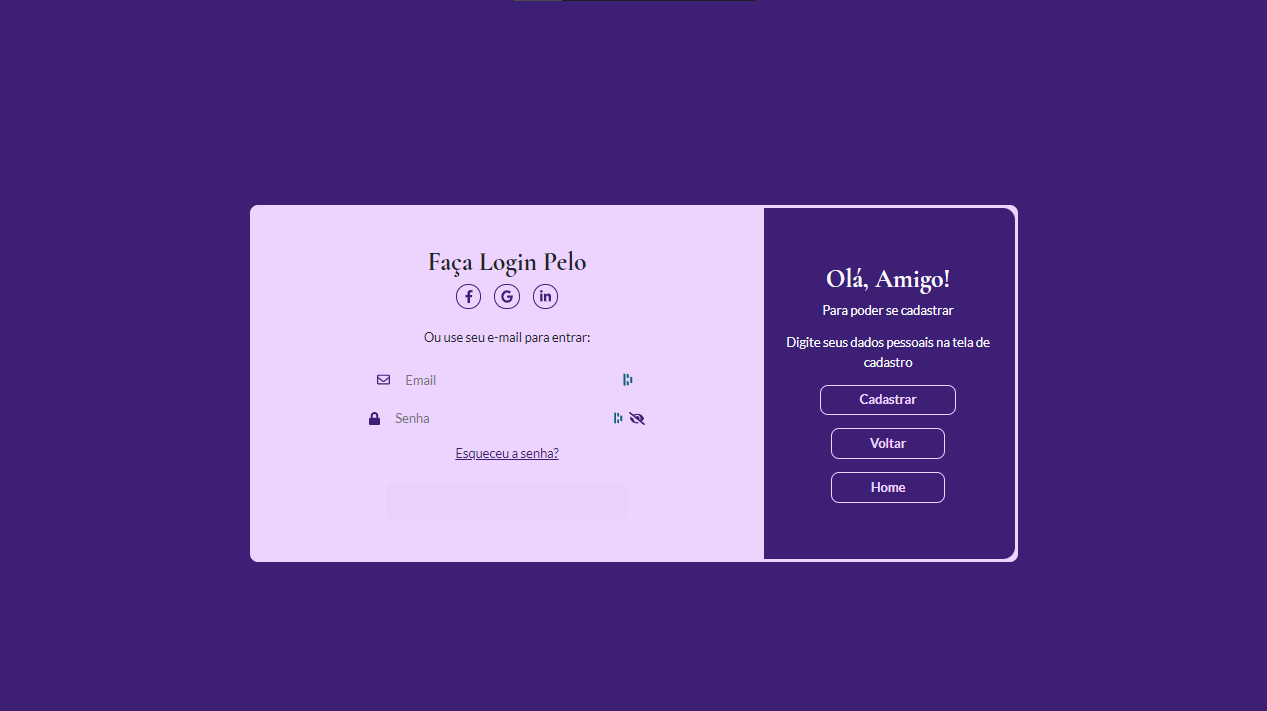 Faça Login Pelo
Ou use seu e-mail para entrar:
Email
Senha
Esqueceu a senha?
Olá, Amigo!
Para poder se cadastrar
Digite seus dados pessoais na tela de
cadastro
Cadastrar
Voltar
Home